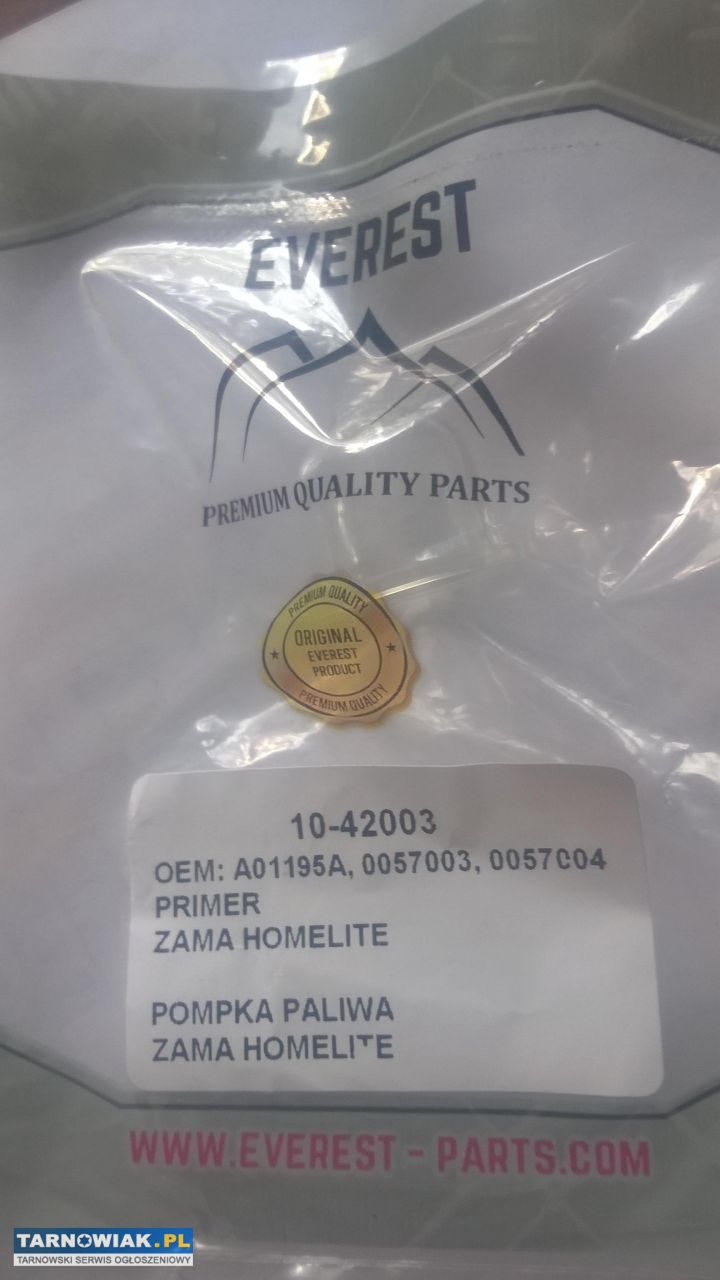 EVEREST
PREMIUM QUALITY PARTS
PREMIUM QUALITY
ORIGINAL
EVEREST
PRODUCT
PREMIUM QUALITY
10-42003
OEM: A01195A, 0057003, 0057004
PRIMER
ZAMA HOMELITE
POMPKA PALIWA
ZAMA HOMELITE
WWW.EVEREST - PARTS.COM
TARNOWIAK.PL
TARNOWSKI SERWIS OGŁOSZENIOWY